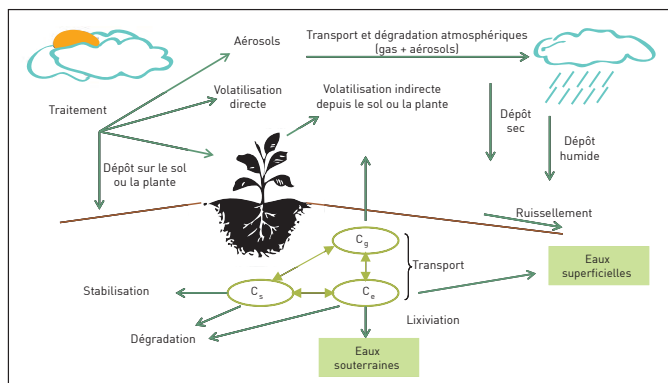 Aérosols
Transport et dégradation atmosphériques
(gas + aérosols)
Traitement
Volatilisation
directe
Volatilisation indirecte
depuis le sol ou la plante
Dépôt
sec
Dépôt
humide
Dépôt sur le sol
ou la plante
Ruissellement
Cg
Transport
Eaux
superficielles
Stabilisation
Cs
Ce
Lixiviation
Dégradation
Eaux
souterraines